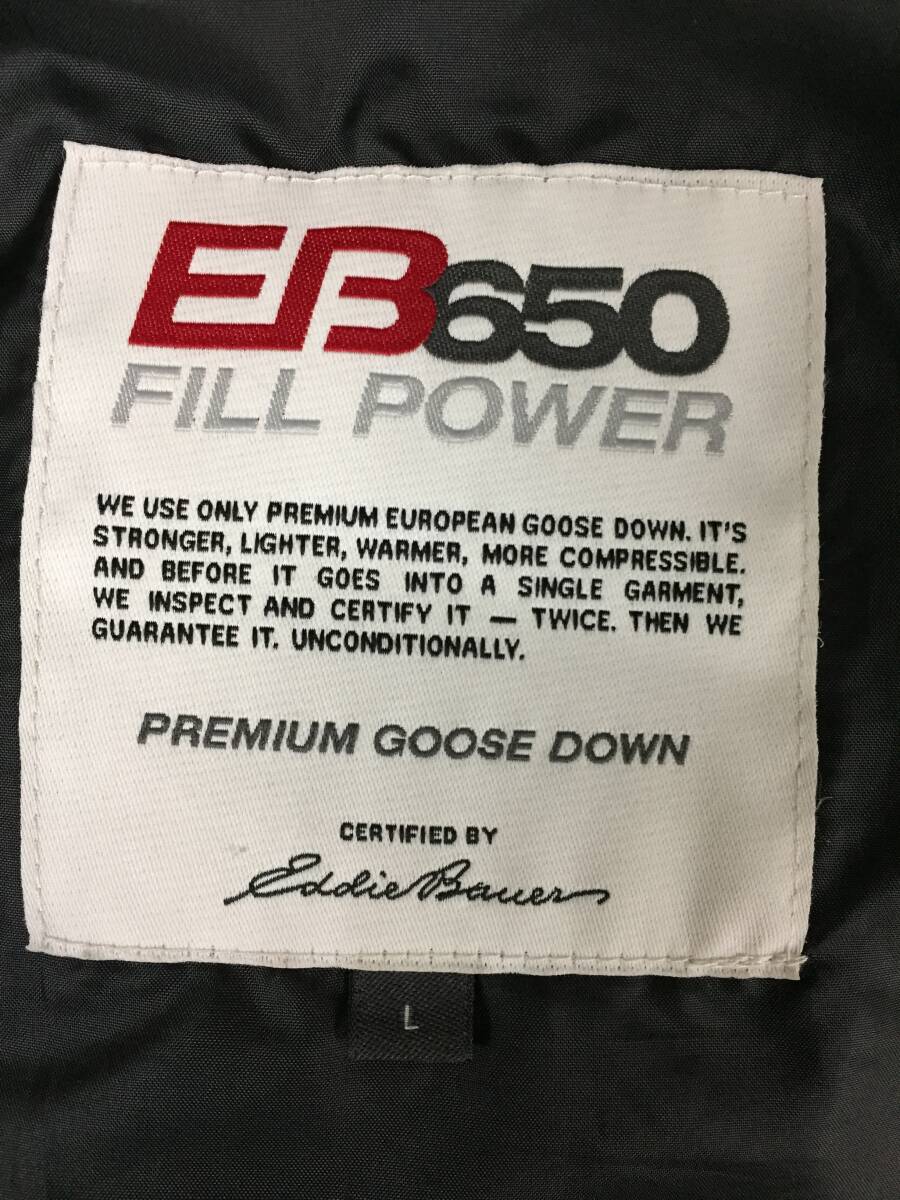 EB650
FILL POWER
WE USE ONLY PREMIUM EUROPEAN GOOSE DOWN. IT'S
STRONGER, LIGHTER, WARMER, MORE COMPRESSIBLE.
AND BEFORE IT GOES INTO A SINGLE GARMENT,
WE INSPECT AND CERTIFY IT — TWICE. THEN WE
GUARANTEE IT. UNCONDITIONALLY.
PREMIUM GOOSE DOWN
CERTIFIED BY
Eddie Bauer
L